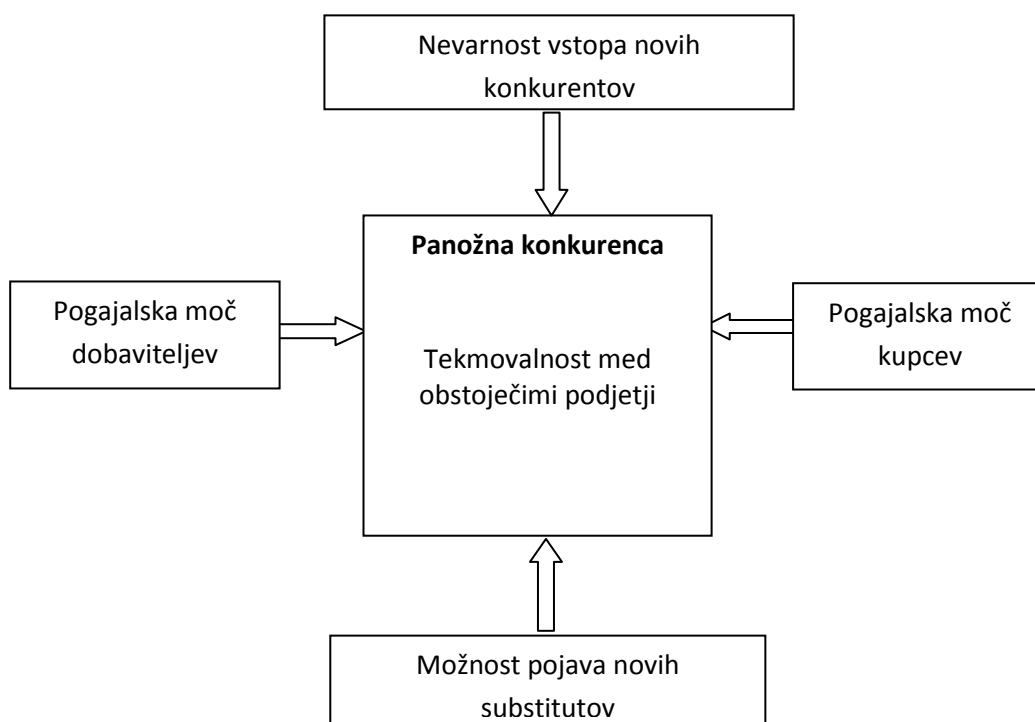 Nevarnost vstopa novih
konkurentov
Panožna konkurenca
Pogajalska moč
dobaviteljev
Tekmovalnost med
obstoječimi podjetji
Pogajalska moč
kupcev
Možnost pojava novih
substitutov